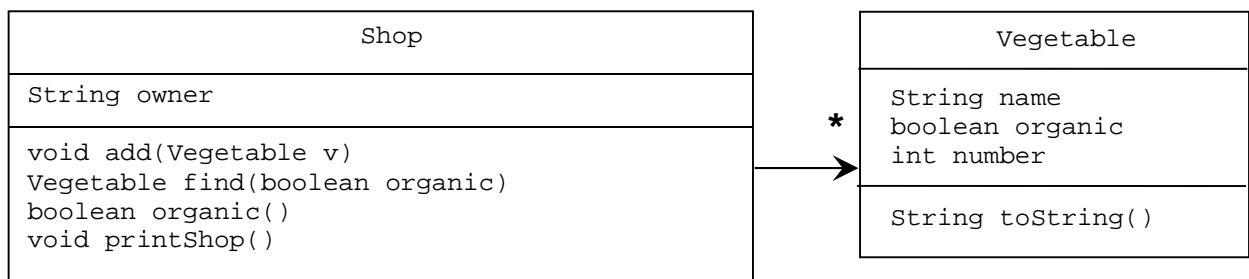 Shop
String owner
void add(Vegetable v)
Vegetable find(boolean organic)
boolean organic()
void printShop()
*
Vegetable
String name
boolean organic
int number
String toString()